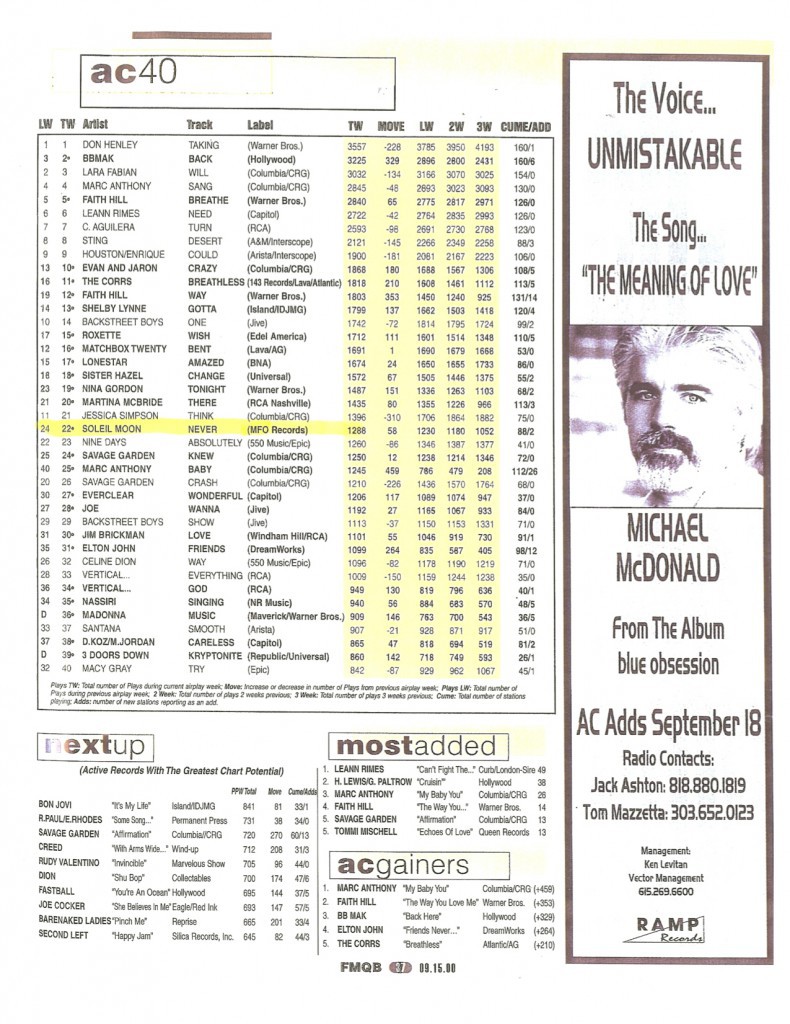 ac40
LW TW Artist Track Label TW MOVE LW 2W 3W CUME/ADD
1 1 DON HENLEY TAKING (Warner Bros.) 3557 -228 3785 3950 4193 160/1
3 2• BBMAK BACK (Hollywood) 3225 329 2896 2800 2431 160/6
2 3 LARA FABIAN WILL (Columbia/CRG) 3032 -134 3166 3070 3025 154/0
4 4 MARC ANTHONY SANG (Columbia/CRG) 2845 -48 2893 3023 3093 130/0
5 5• FAITH HILL BREATHE (Warner Bros.) 2840 65 2775 2817 2971 126/0
6 6 LEANN RIMES NEED (Capitol) 2722 -42 2764 2835 2993 126/0
7 7 C. AGUILERA TURN (RCA) 2593 -98 2691 2730 2788 123/0
8 8 STING DESERT (A&M/Interscope) 2121 -145 2266 2349 2258 88/3
9 9 HOUSTON/ENRIQUE COULD (Arista/Interscope) 1900 -181 2061 2167 2223 106/0
13 10• EVAN AND JARON CRAZY (Columbia/CRG) 1868 180 1688 1567 1306 108/5
16 11• THE CORRS BREATHLESS (143 Records/Lava/Atlantic) 1818 210 1608 1461 1112 113/5
19 12• FAITH HILL WAY (Warner Bros.) 1803 353 1450 1240 925 131/14
14 13• SHELBY LYNNE GOTTA (Island/IDJMG) 1799 137 1662 1503 1418 120/4
10 14 BACKSTREET BOYS ONE (Jive) 1742 -72 1814 1795 1724 99/2
17 15• ROXETTE WISH (Edel America) 1712 111 1601 1514 1348 110/5
12 16• MATCHBOX TWENTY BENT (Lava/AG) 1691 1 1690 1679 1668 53/0
15 17• LONESTAR AMAZED (BNA) 1674 24 1650 1655 1733 86/0
18 18• SISTER HAZEL CHANGE (Universal) 1572 67 1505 1446 1375 55/2
23 19• NINA GORDON TONIGHT (Warner Bros.) 1487 151 1336 1263 1103 68/2
21 20• MARTINA MCBRIDE THERE (RCA Nashville) 1435 80 1355 1226 966 113/3
11 21 JESSICA SIMPSON THINK (Columbia/CRG) 1396 -310 1706 1864 1882 75/0
24 22• SOLEIL MOON NEVER (MFO Records) 1288 58 1230 1180 1052 88/2
22 23 NINE DAYS ABSOLUTELY (550 Music/Epic) 1260 -86 1346 1387 1377 41/0
25 24• SAVAGE GARDEN KNEW (Columbia/CRG) 1250 12 1238 1214 1346 72/0
40 25• MARC ANTHONY BABY (Columbia/CRG) 1245 459 786 479 208 112/26
20 26 SAVAGE GARDEN CRASH (Columbia/CRG) 1210 -226 1436 1570 1764 68/0
30 27• EVERCLEAR WONDERFUL (Capitol) 1206 117 1089 1074 947 37/0
27 28• JOE WANNA (Jive) 1192 27 1165 1067 933 84/0
29 29 BACKSTREET BOYS SHOW (Jive) 1113 -37 1150 1153 1331 71/0
31 30• JIM BRICKMAN LOVE (Windham Hill/RCA) 1101 55 1046 919 730 91/1
35 31• ELTON JOHN FRIENDS (DreamWorks) 1099 264 835 587 405 98/12
26 32 CELINE DION WAY (550 Music/Epic) 1096 -82 1178 1190 1219 71/0
28 33 VERTICAL... EVERYTHING (RCA) 1009 -150 1159 1244 1238 35/0
36 34• VERTICAL... GOD (RCA) 949 130 819 796 636 40/1
34 35• NASSIRI SINGING (NR Music) 940 56 884 683 570 48/5
D 36• MADONNA MUSIC (Maverick/Warner Bros.) 909 146 763 700 543 36/5
33 37 SANTANA SMOOTH (Arista) 907 -21 928 871 917 51/0
37 38• D.KOZ/M.JORDAN CARELESS (Capitol) 865 47 818 694 519 81/2
D 39• 3 DOORS DOWN KRYPTONITE (Republic/Universal) 860 142 718 749 593 26/1
32 40 MACY GRAY TRY (Epic) 842 -87 929 962 1067 45/1
Plays TW: Total number of Plays during current airplay week; Move: Increase or decrease in number of Plays from previous airplay week; Plays LW: Total number of
Plays during previous airplay week; 2 Week: Total number of plays 2 weeks previous; 3 Week: Total number of plays 3 weeks previous; Cume: Total number of stations
playing; Adds: number of new stations reporting as an add.
nextup
(Active Records With The Greatest Chart Potential)
PPWTotal Move Cume/Adds
BON JOVI "It's My Life" Island/IDJMG 841 81 33/1
R.PAUL/E.RHODES "Some Song..." Permanent Press 731 38 34/0
SAVAGE GARDEN "Affirmation" Columbia//CRG 720 270 60/13
CREED "With Arms Wide..." Wind-up 712 208 31/3
RUDY VALENTINO "Invincible" Marvelous Show 705 96 44/0
DION "Shu Bop" Collectables 700 174 47/6
FASTBALL "You're An Ocean" Hollywood 695 144 37/5
JOE COCKER "She Believes In Me" Eagle/Red Ink 693 147 57/5
BARENAKED LADIES "Pinch Me" Reprise 665 201 33/4
SECOND LEFT "Happy Jam" Silica Records, Inc. 645 82 44/3
mostadded
1. LEANN RIMES "Can't Fight The..." Curb/London-Sire 49
2. H. LEWIS/G. PALTROW "Cruisin'" Hollywood 38
3. MARC ANTHONY "My Baby You" Columbia/CRG 26
4. FAITH HILL "The Way You..." Warner Bros. 14
5. SAVAGE GARDEN "Affirmation" Columbia/CRG 13
5. TOMMI MISCHELL "Echoes Of Love" Queen Records 13
acgainers
1. MARC ANTHONY "My Baby You" Columbia/CRG (+459)
2. FAITH HILL "The Way You Love Me" Warner Bros. (+353)
3. BB MAK "Back Here" Hollywood (+329)
4. ELTON JOHN "Friends Never..." DreamWorks (+264)
5. THE CORRS "Breathless" Atlantic/AG (+210)
FMQB 27 09.15.00
The Voice...
UNMISTAKABLE
The Song...
"THE MEANING OF LOVE"
MICHAEL
McDONALD
From The Album
blue obsession
AC Adds September 18
Radio Contacts:
Jack Ashton: 818.880.1819
Tom Mazzetta: 303.652.0123
Management:
Ken Levitan
Vector Management
615.269.6600
RAMP
Records